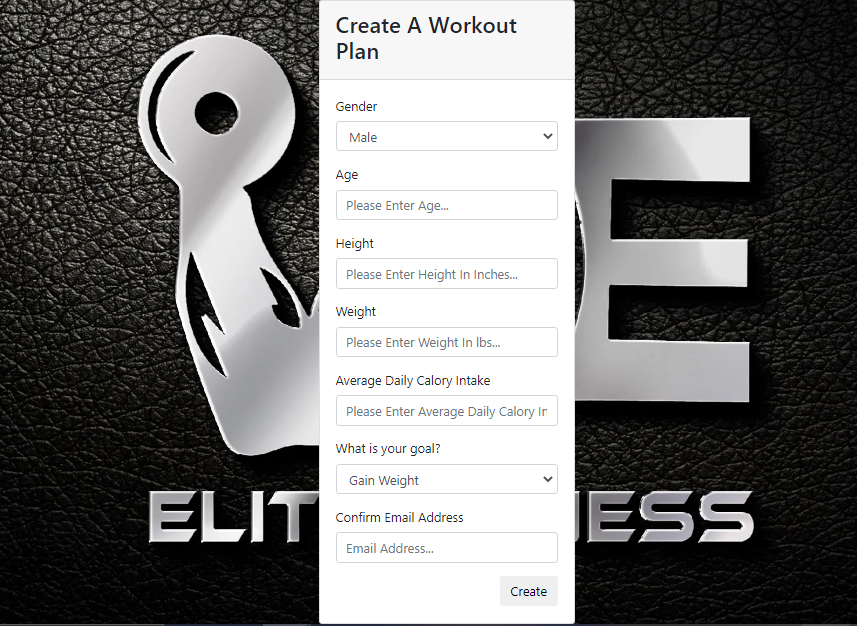 Create A Workout
Plan
Gender
Male
Age
Please Enter Age...
Height
Please Enter Height In Inches...
Weight
Please Enter Weight In lbs...
Average Daily Calory Intake
Please Enter Average Daily Calory In
What is your goal?
Gain Weight
Confirm Email Address
Email Address...
Create
E
ELIT NESS